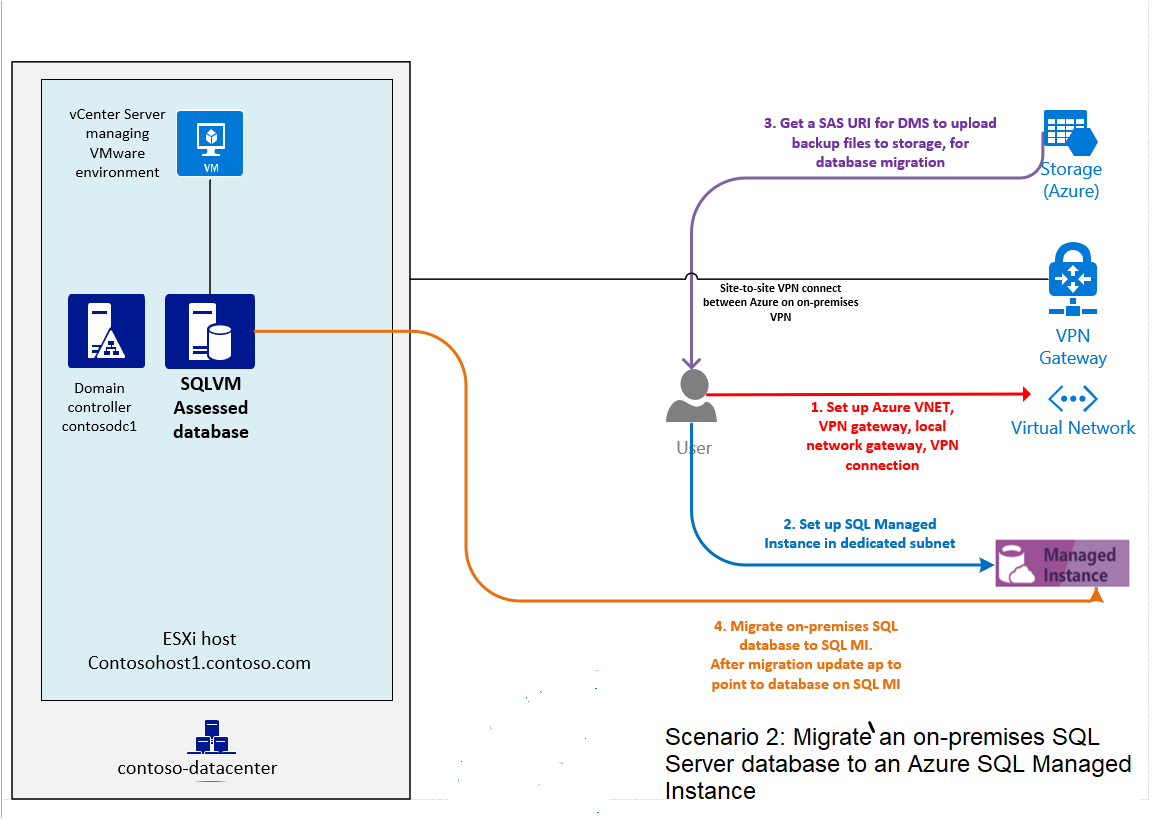 vCenter Server
managing
VMware
environment
VM
Domain
controller
contosodc1
SQLVM
Assessed
database
ESXi host
Contosohost1.contoso.com
contoso-datacenter
3. Get a SAS URI for DMS to upload
backup files to storage, for
database migration
Storage
(Azure)
Site-to-site VPN connect
between Azure on on-premises
VPN
VPN
Gateway
User
1. Set up Azure VNET,
VPN gateway, local
network gateway, VPN
connection
Virtual Network
2. Set up SQL Managed
Instance in dedicated subnet
Managed
Instance
4. Migrate on-premises SQL
database to SQL MI.
After migration update ap to
point to database on SQL MI
Scenario 2: Migrate an on-premises SQL
Server database to an Azure SQL Managed
Instance